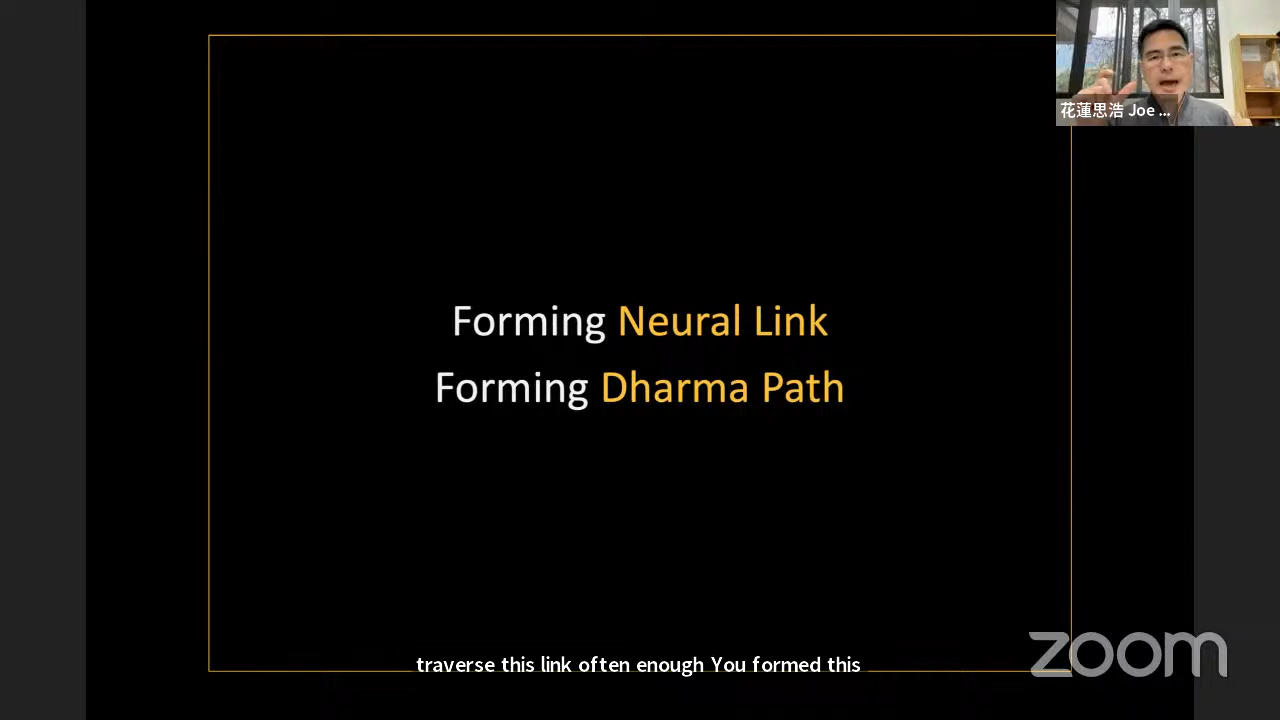 花蓮思浩 Joe ...
Forming Neural Link
Forming Dharma Path
traverse this link often enough You formed this
zoom